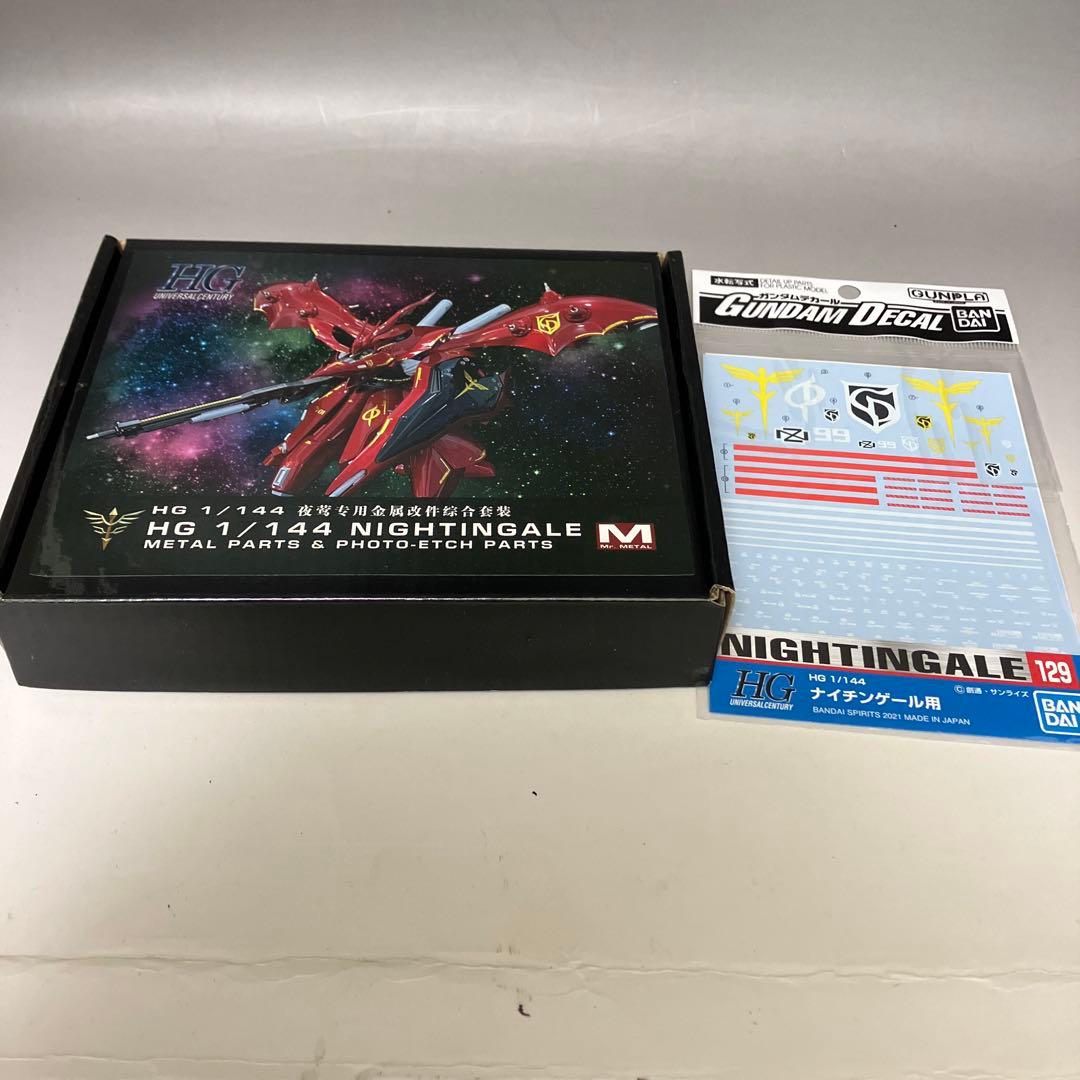 HG
UNIVERSAL CENTURY
HG 1/144 夜莺专用金属改件综合套装
HG 1/144 NIGHTINGALE
METAL PARTS & PHOTO-ETCH PARTS
M
Mr. METAL
水転写式
DETAIL UP PARTS
FOR PLASTIC MODEL
GUNPLA
ガンダムデカール
GUNDAM DECAL
BAN
DAI
99
99
NIGHTINGALE 129
HG
UNIVERSAL CENTURY
HG 1/144
ナイチンゲール用
BANDAI SPIRITS 2021 MADE IN JAPAN
©創通・サンライズ
BAN
DAI